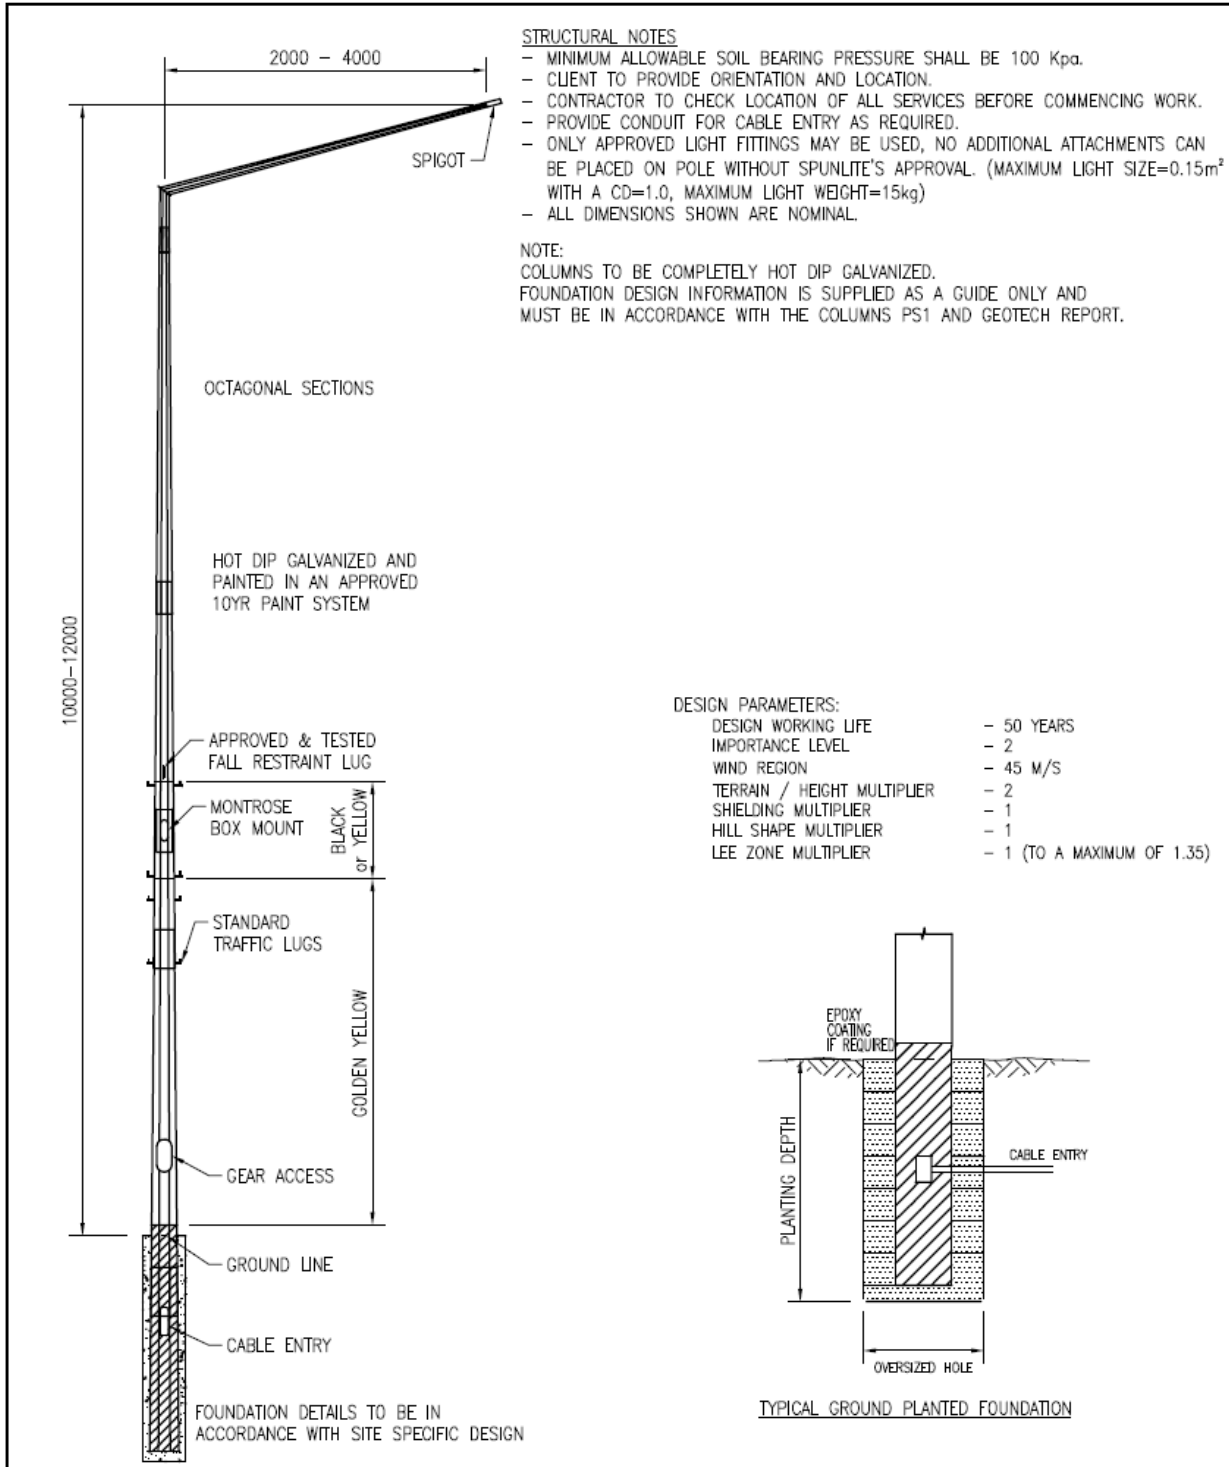 2000 - 4000
SPIGOT
STRUCTURAL NOTES
- MINIMUM ALLOWABLE SOIL BEARING PRESSURE SHALL BE 100 Kpa.
- CLIENT TO PROVIDE ORIENTATION AND LOCATION.
- CONTRACTOR TO CHECK LOCATION OF ALL SERVICES BEFORE COMMENCING WORK.
- PROVIDE CONDUIT FOR CABLE ENTRY AS REQUIRED.
- ONLY APPROVED LIGHT FITTINGS MAY BE USED, NO ADDITIONAL ATTACHMENTS CAN
BE PLACED ON POLE WITHOUT SPUNLITE'S APPROVAL. (MAXIMUM LIGHT SIZE=0.15m²
WITH A CD=1.0, MAXIMUM LIGHT WEIGHT=15kg)
- ALL DIMENSIONS SHOWN ARE NOMINAL.
NOTE:
COLUMNS TO BE COMPLETELY HOT DIP GALVANIZED.
FOUNDATION DESIGN INFORMATION IS SUPPLIED AS A GUIDE ONLY AND
MUST BE IN ACCORDANCE WITH THE COLUMNS PS1 AND GEOTECH REPORT.
OCTAGONAL SECTIONS
HOT DIP GALVANIZED AND
PAINTED IN AN APPROVED
10YR PAINT SYSTEM
10000-12000
APPROVED & TESTED
FALL RESTRAINT LUG
MONTROSE
BOX MOUNT
BLACK
or YELLOW
STANDARD
TRAFFIC LUGS
GOLDEN YELLOW
GEAR ACCESS
GROUND LINE
CABLE ENTRY
FOUNDATION DETAILS TO BE IN
ACCORDANCE WITH SITE SPECIFIC DESIGN
DESIGN PARAMETERS:
DESIGN WORKING LIFE - 50 YEARS
IMPORTANCE LEVEL - 2
WIND REGION - 45 M/S
TERRAIN / HEIGHT MULTIPLIER - 2
SHIELDING MULTIPLIER - 1
HILL SHAPE MULTIPLIER - 1
LEE ZONE MULTIPLIER - 1 (TO A MAXIMUM OF 1.35)
EPOXY
COATING
IF REQUIRED
PLANTING DEPTH
CABLE ENTRY
OVERSIZED HOLE
TYPICAL GROUND PLANTED FOUNDATION